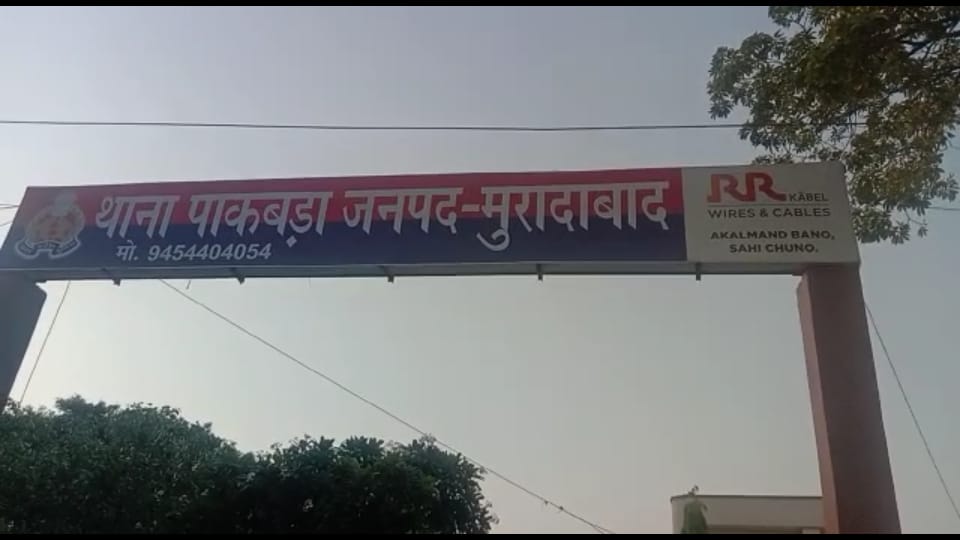 थाना पाकबड़ा जनपद-मुरादाबाद
मो. 9454404054
RR KABEL
WIRES & CABLES
AKALMAND BANO,
SAHI CHUNO.